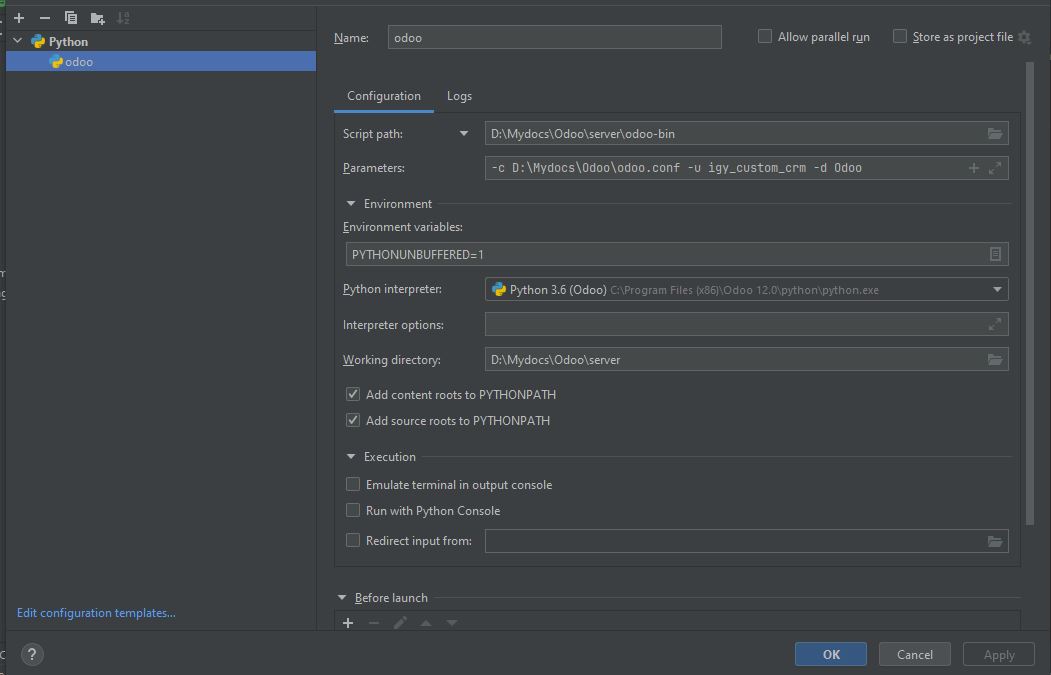 Python
odoo
Name: odoo
Allow parallel run
Store as project file
Configuration Logs
Script path: D:\Mydocs\Odoo\server\odoo-bin
Parameters: -c D:\Mydocs\Odoo\odoo.conf -u igy_custom_crm -d Odoo
Environment
Environment variables:
PYTHONUNBUFFERED=1
Python interpreter: Python 3.6 (Odoo) C:\Program Files (x86)\Odoo 12.0\python\python.exe
Interpreter options:
Working directory: D:\Mydocs\Odoo\server
Add content roots to PYTHONPATH
Add source roots to PYTHONPATH
Execution
Emulate terminal in output console
Run with Python Console
Redirect input from:
Before launch
Edit configuration templates...
? OK Cancel Apply